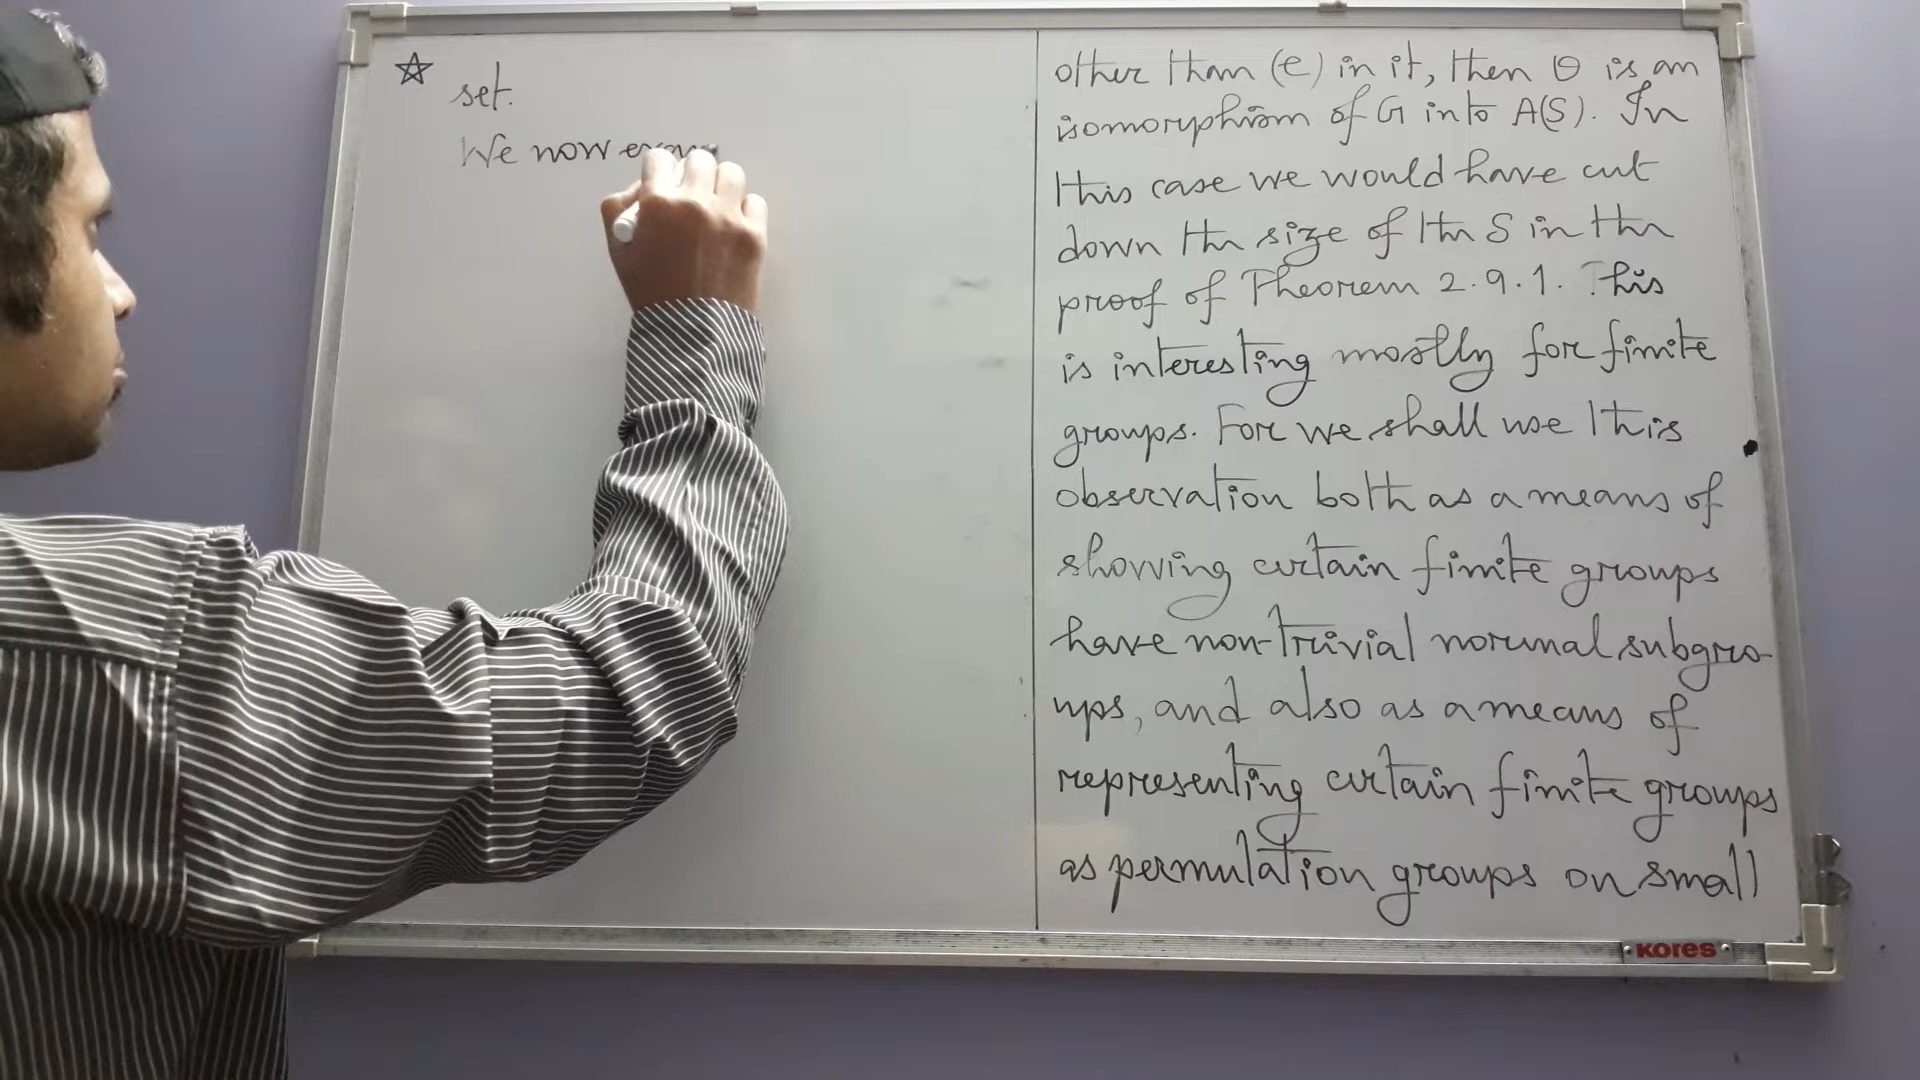 set.
We now
other than (e) in it, then θ is an
isomorphism of G into A(S). In
this case we would have cut
down the size of the S in the
proof of Theorem 2.9.1. This
is interesting mostly for finite
groups. For we shall use this
observation both as a means of
showing certain finite groups
have non-trivial normal subgro-
ups, and also as a means of
representing certain finite groups
as permutation groups on small
KORES